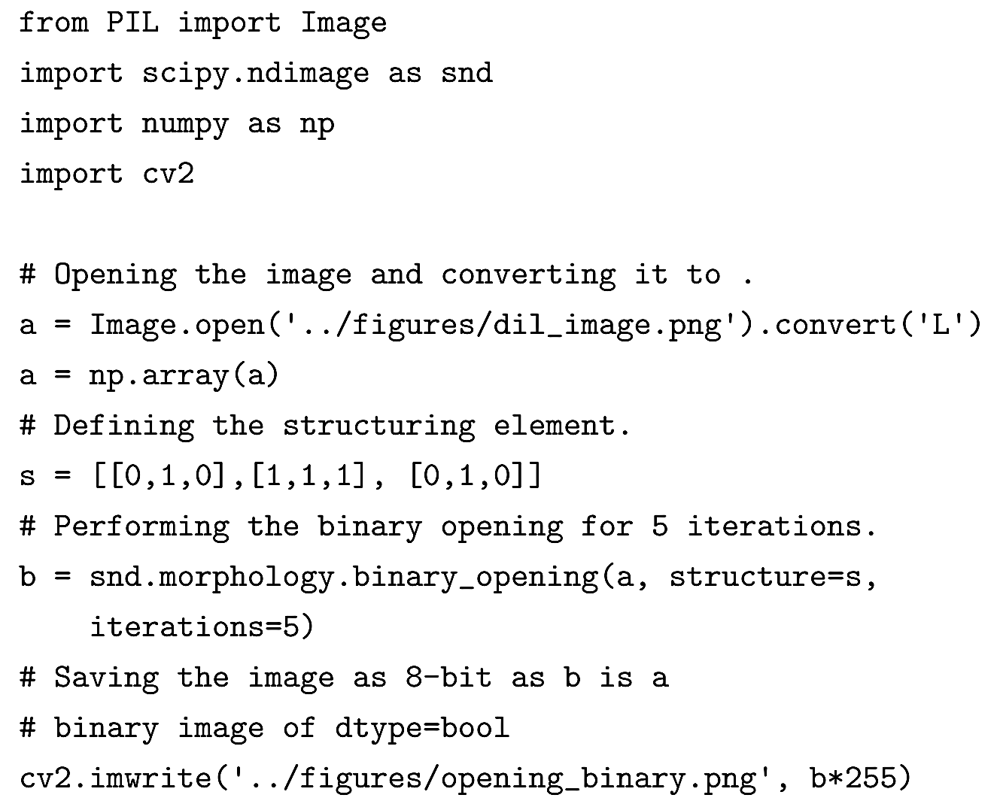 from PIL import Image
import scipy.ndimage as snd
import numpy as np
import cv2

# Opening the image and converting it to .
a = Image.open('../figures/dil_image.png').convert('L')
a = np.array(a)
# Defining the structuring element.
s = [[0,1,0],[1,1,1], [0,1,0]]
# Performing the binary opening for 5 iterations.
b = snd.morphology.binary_opening(a, structure=s,
    iterations=5)
# Saving the image as 8-bit as b is a
# binary image of dtype=bool
cv2.imwrite('../figures/opening_binary.png', b*255)